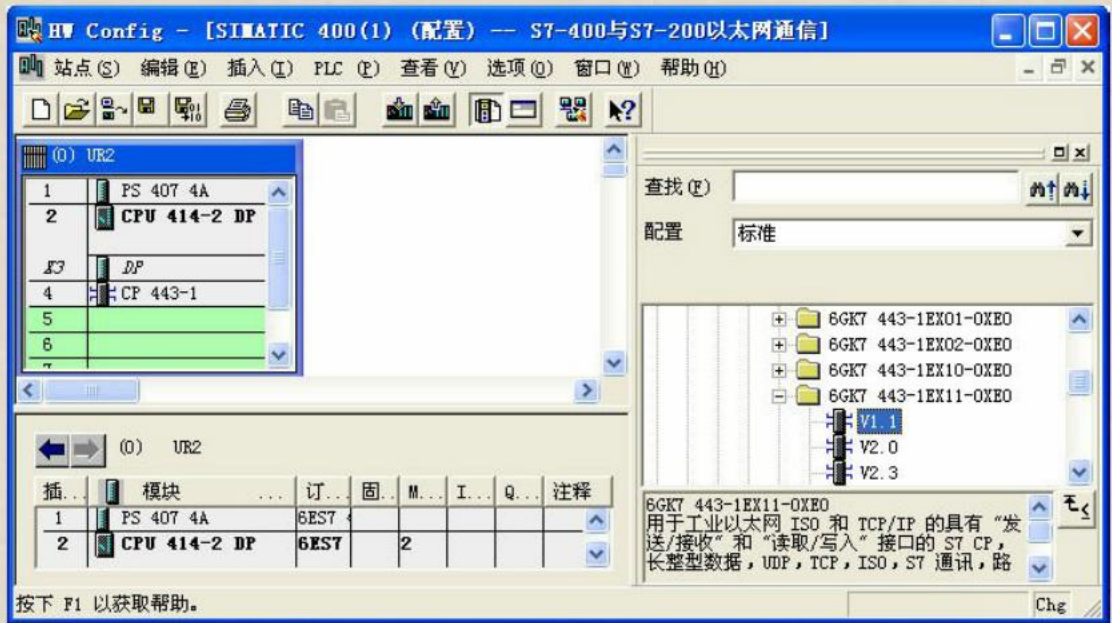 HW Config - [SIMATIC 400(1) (配置) -- S7-400与S7-200以太网通信]
站点(S) 编辑(E) 插入(I) PLC (P) 查看(V) 选项(O) 窗口(W) 帮助(H)
(0) UR2
1 PS 407 4A
2 CPU 414-2 DP
X3 DP
4 CP 443-1
5
6
查找(F)
配置 标准
6GK7 443-1EX01-0XE0
6GK7 443-1EX02-0XE0
6GK7 443-1EX10-0XE0
6GK7 443-1EX11-0XE0
V1.1
V2.0
V2.3
(0) UR2
插... 模块 ... 订... 固.. M... I... Q... 注释
1 PS 407 4A 6ES7
2 CPU 414-2 DP 6ES7 2
6GK7 443-1EX11-0XE0
用于工业以太网 ISO 和 TCP/IP 的具有 “发
送/接收” 和 “读取/写入” 接口的 S7 CP，
长整型数据，UDP，TCP，ISO，S7 通讯，路
按下 F1 以获取帮助。
Chg